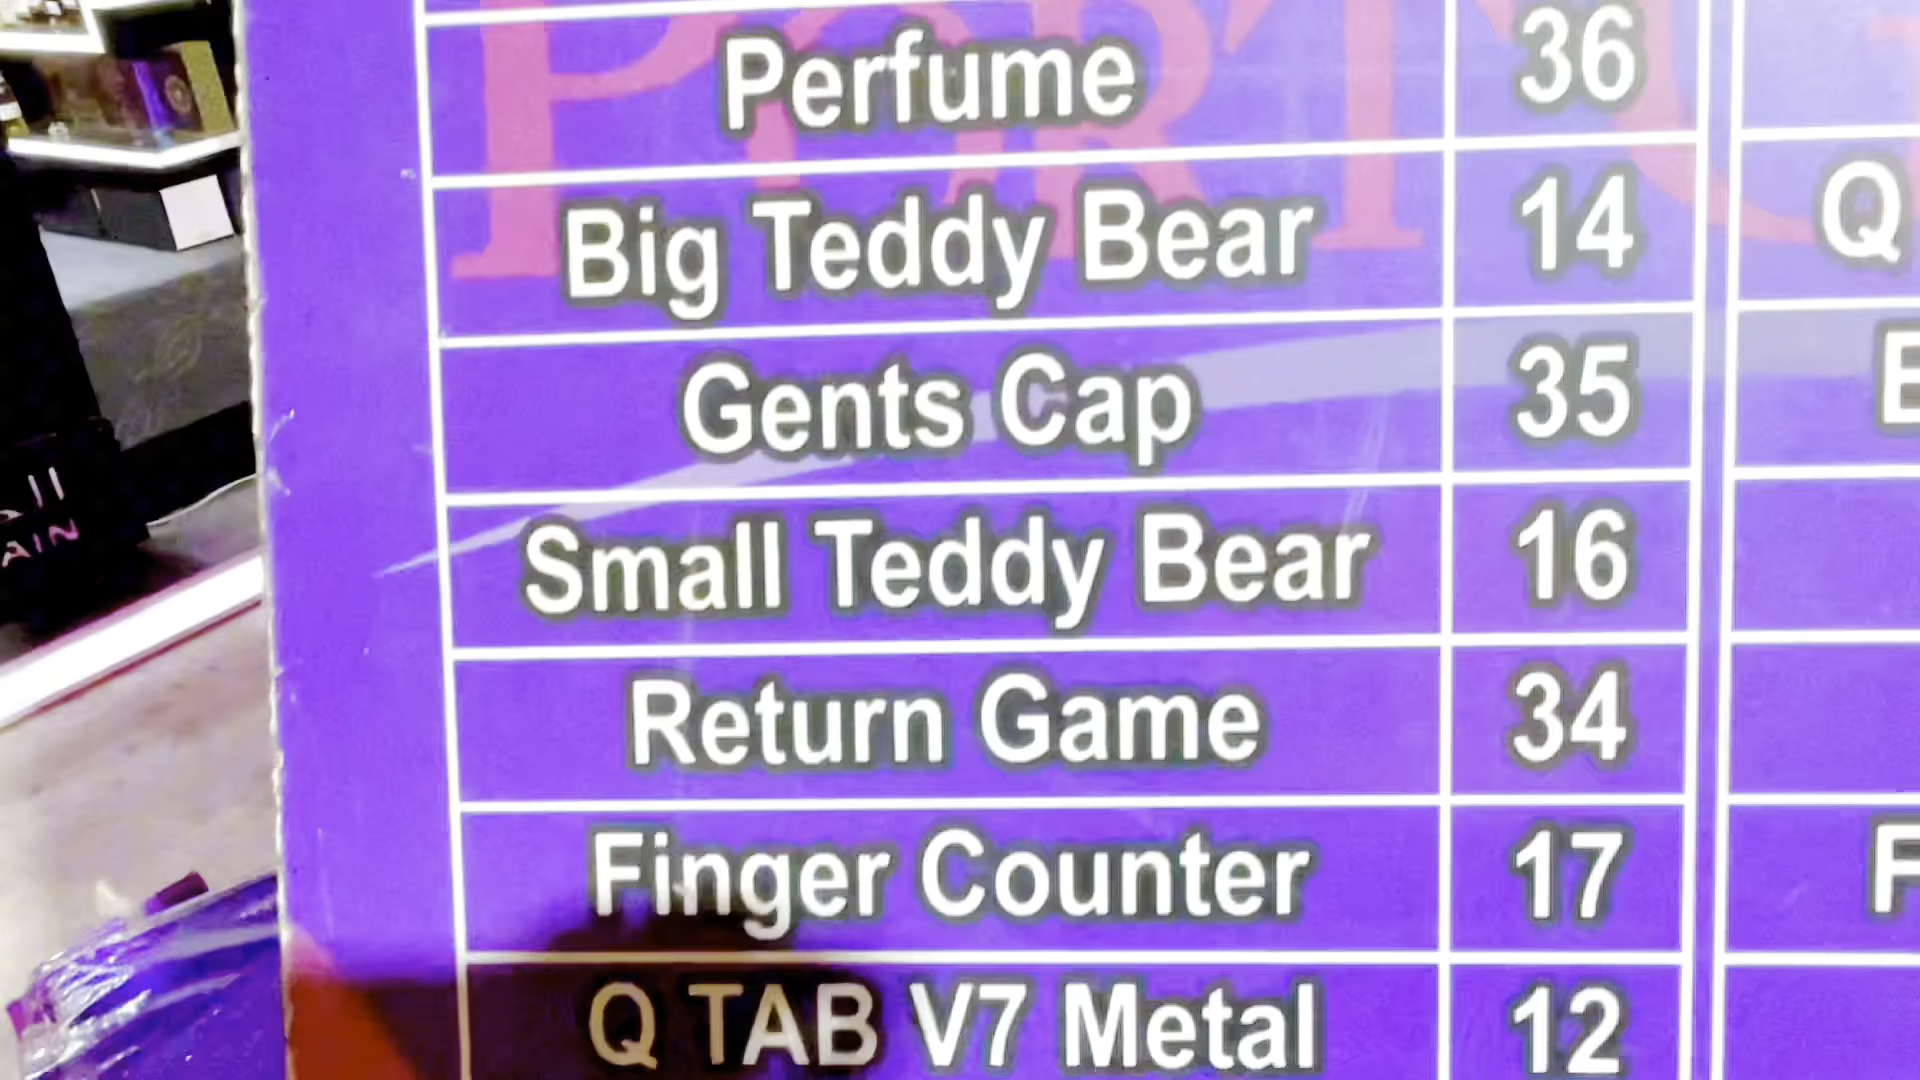 Perfume 36
Big Teddy Bear 14
Gents Cap 35
Small Teddy Bear 16
Return Game 34
Finger Counter 17
Q TAB V7 Metal 12
Q
AIN